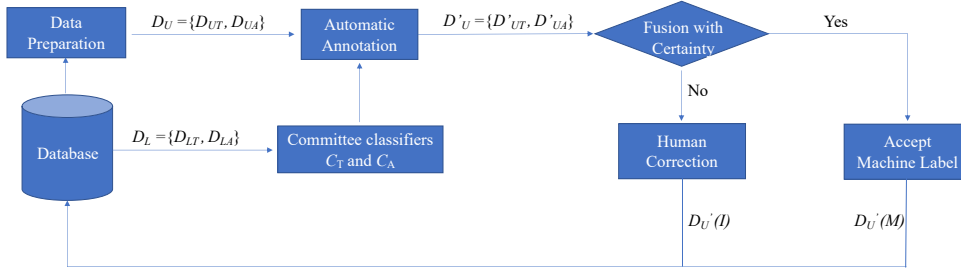 Data
Preparation
D_U ={D_UT, D_UA}
Automatic
Annotation
D'_U ={D'_UT, D'_UA}
Fusion with
Certainty
Yes
No
Database
D_L ={D_LT, D_LA}
Committee classifiers
C_T and C_A
Human
Correction
Accept
Machine Label
D_U'(I)
D_U'(M)